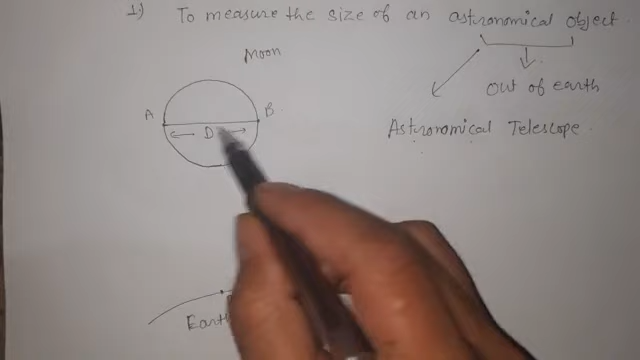 1) To measure the size of an astronomical object.
Moon
Out of earth
A
B
D
Astronomical Telescope.
Earth